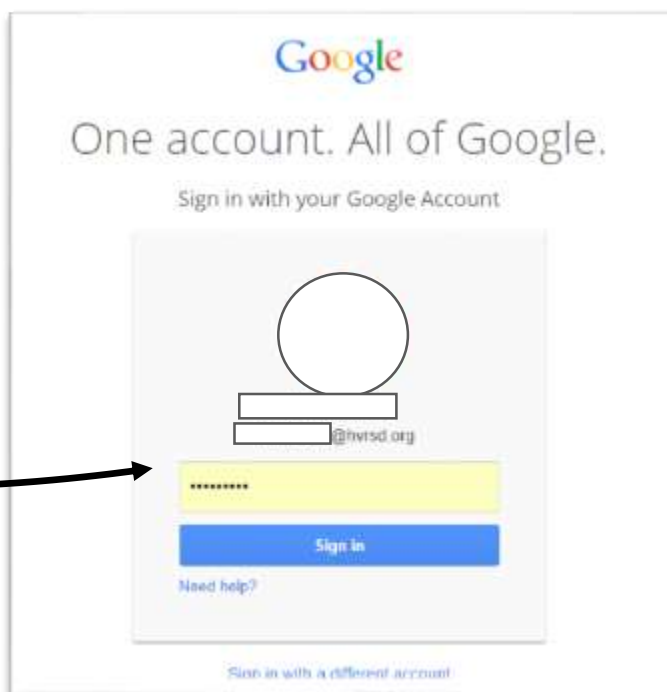 Google
One account. All of Google.
Sign in with your Google Account
@hvrsd.org
•••••••••
Sign in
Need help?
Sign in with a different account